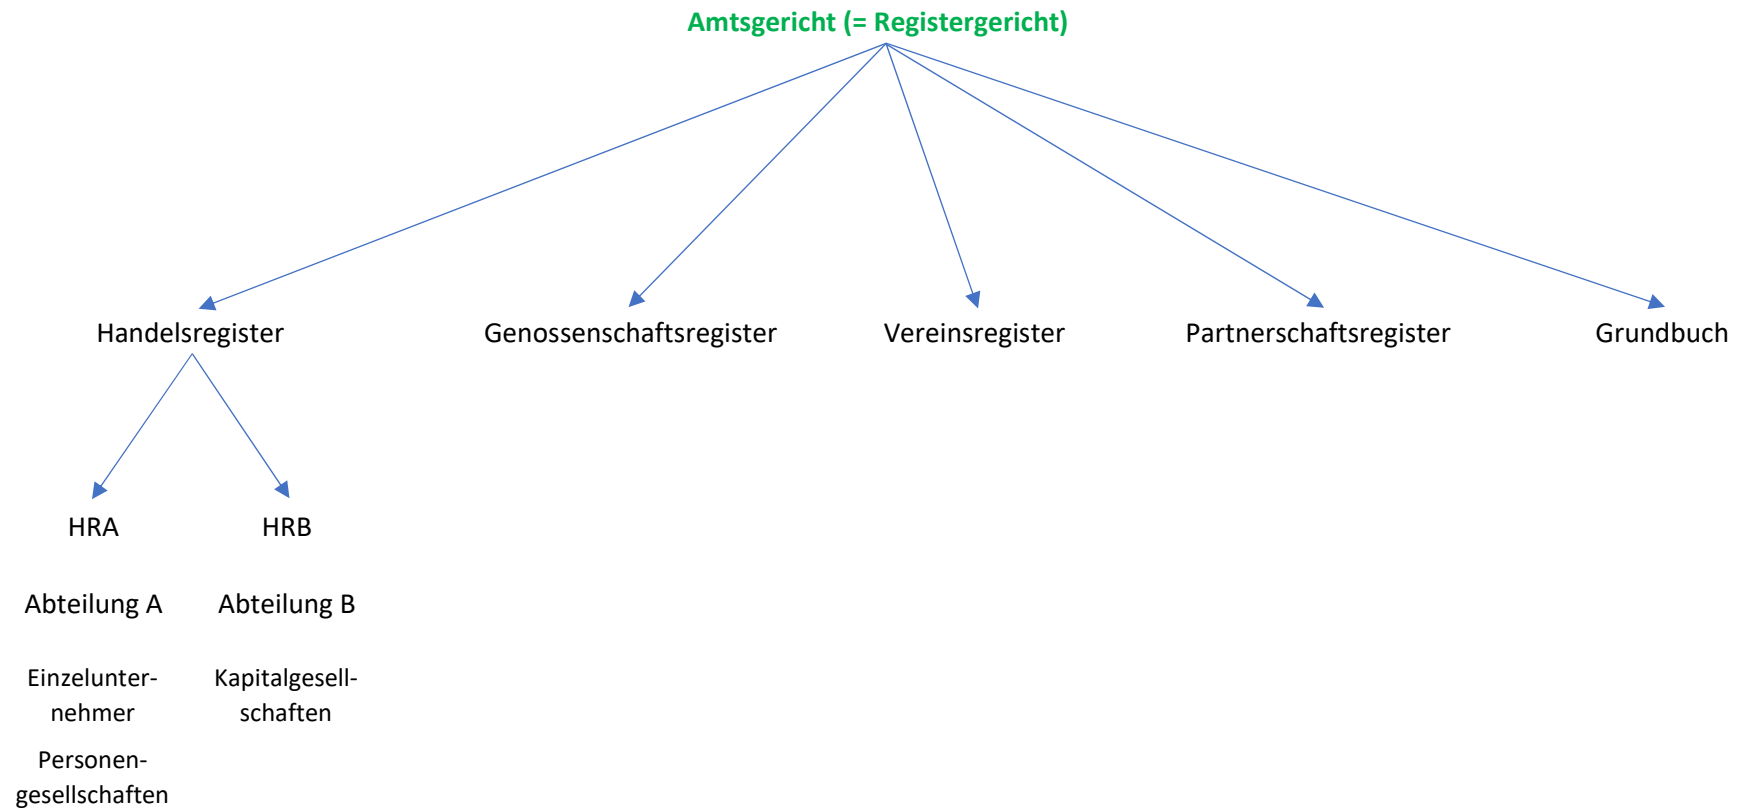 Amtsgericht (= Registergericht)
Handelsregister Genossenschaftsregister Vereinsregister Partnerschaftsregister Grundbuch
HRA HRB
Abteilung A Abteilung B
Einzelunter- Kapitalgesell-
nehmer schaften
Personen-
gesellschaften